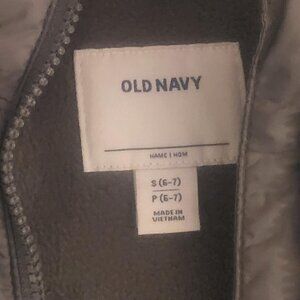 OLD NAVY
NAME | NOM
S (6-7)
P (6-7)
MADE IN
VIETNAM